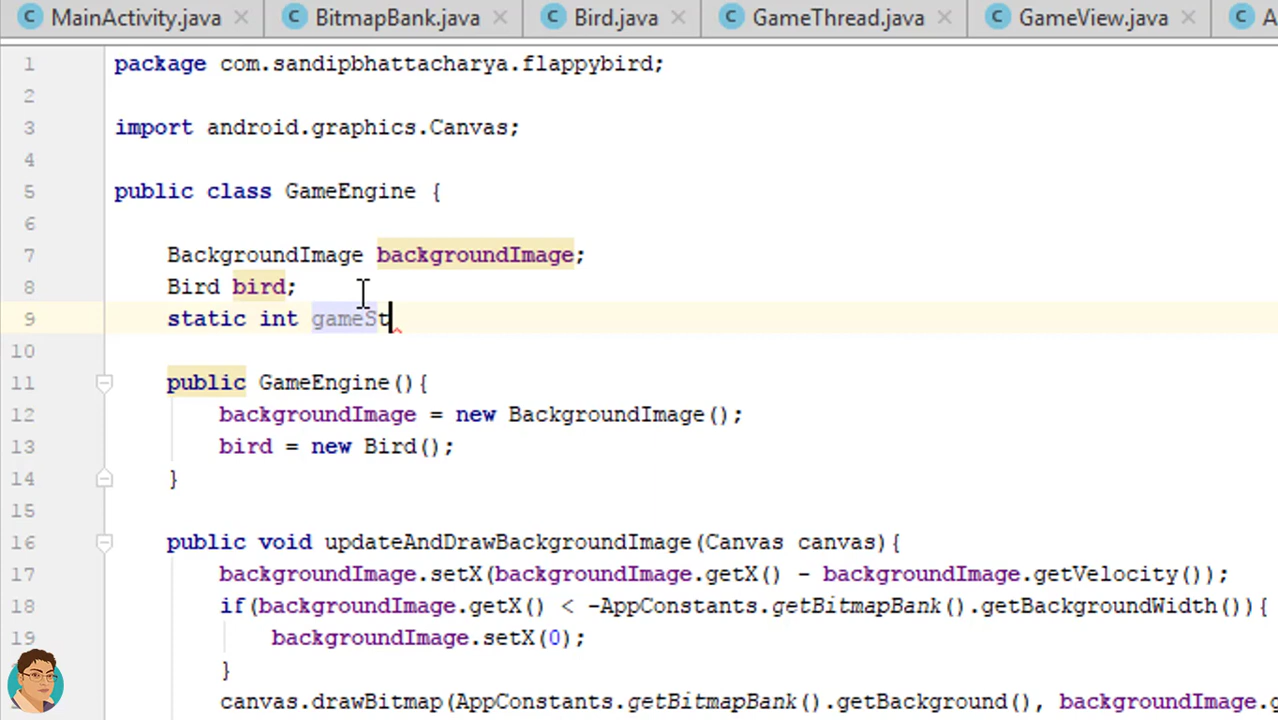 MainActivity.java BitmapBank.java Bird.java GameThread.java GameView.java A
1 package com.sandipbhattacharya.flappybird;
2
3 import android.graphics.Canvas;
4
5 public class GameEngine {
6
7 BackgroundImage backgroundImage;
8 Bird bird;
9 static int gameSt
10
11 public GameEngine(){
12 backgroundImage = new BackgroundImage();
13 bird = new Bird();
14 }
15
16 public void updateAndDrawBackgroundImage(Canvas canvas){
17 backgroundImage.setX(backgroundImage.getX() - backgroundImage.getVelocity());
18 if(backgroundImage.getX() < -AppConstants.getBitmapBank().getBackgroundWidth()){
19 backgroundImage.setX(0);
}
canvas.drawBitmap(AppConstants.getBitmapBank().getBackground(), backgroundImage.g